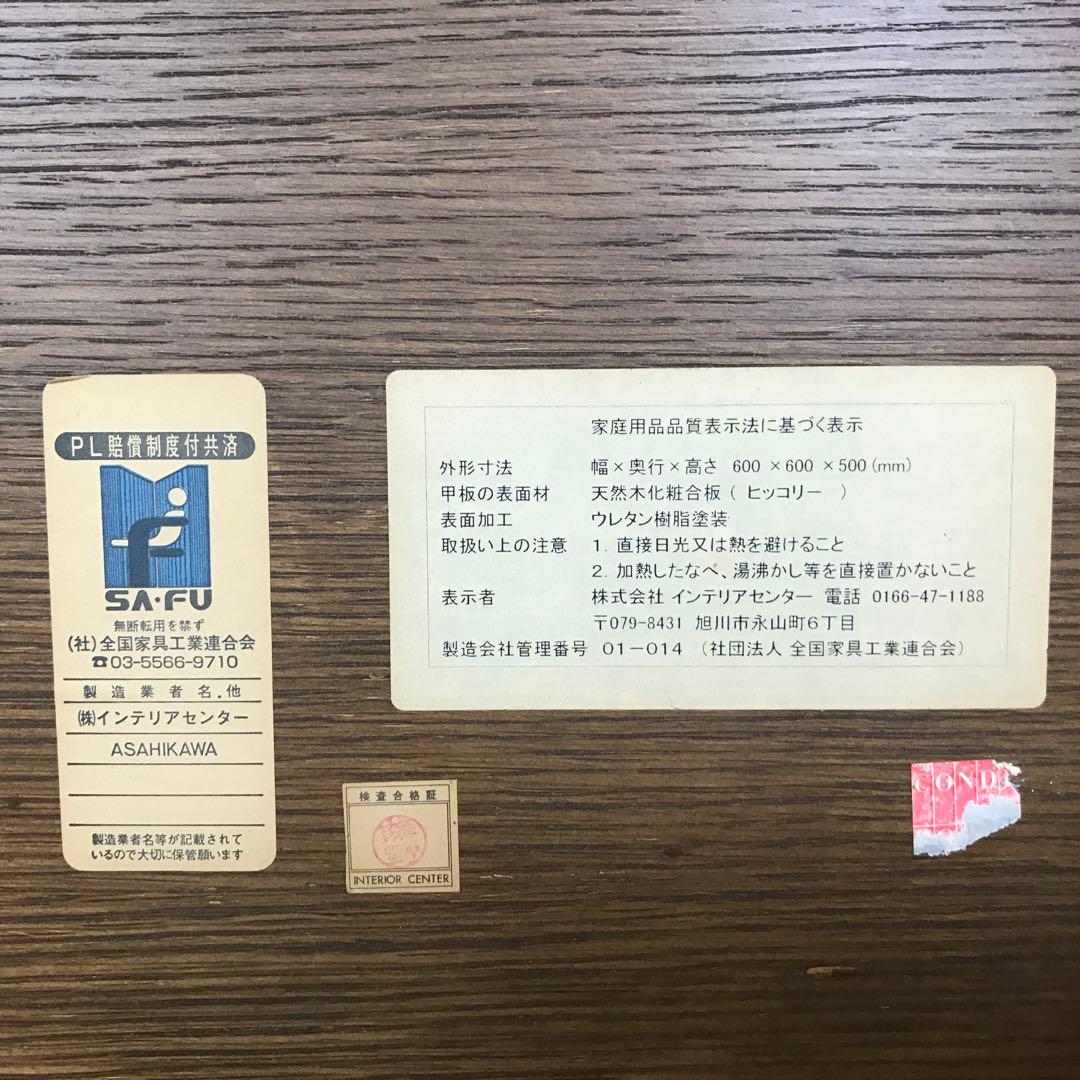 PL賠償制度付共済
SA·FU
無断転用を禁ず
(社)全国家具工業連合会
☎03-5566-9710
製造業者名.他
(株)インテリアセンター
ASAHIKAWA
製造業者名等が記載されて
いるので大切に保管願います
家庭用品品質表示法に基づく表示
外形寸法 幅×奥行×高さ 600 ×600 ×500(mm)
甲板の表面材 天然木化粧合板( ヒッコリー )
表面加工 ウレタン樹脂塗装
取扱い上の注意 1. 直接日光又は熱を避けること
2. 加熱したなべ、湯沸かし等を直接置かないこと
表示者 株式会社 インテリアセンター 電話 0166-47-1188
〒079-8431 旭川市永山町6丁目
製造会社管理番号 01-014 (社団法人 全国家具工業連合会)
検査合格証
INTERIOR CENTER
COND